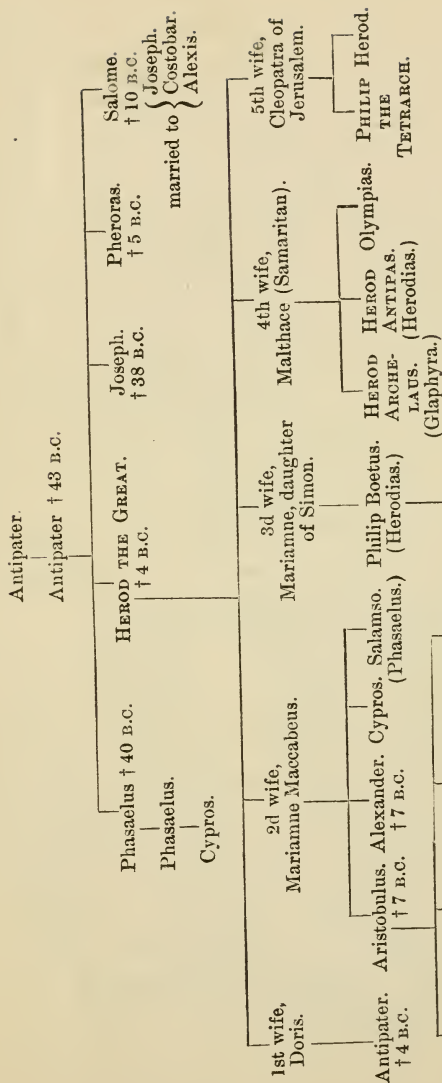 Antipater.
Antipater † 43 B.C.
Phasaelus † 40 B.C.
Phasaelus.
Cypros.
HEROD THE GREAT.
† 4 B.C.
Joseph.
† 38 B.C.
Pheroras.
† 5 B.C.
Salome.
† 10 B.C.
married to { Joseph.
Costobar.
Alexis.
1st wife,
Doris.
2d wife,
Mariamne Maccabeus.
3d wife,
Mariamne, daughter
of Simon.
4th wife,
Malthace (Samaritan).
5th wife,
Cleopatra of
Jerusalem.
Antipater.
† 4 B.C.
Aristobulus.
† 7 B.C.
Alexander.
† 7 B.C.
Cypros.
Salamso.
(Phasaelus.)
Philip Boetus.
(Herodias.)
HEROD
ARCHE-
LAUS.
(Glaphyra.)
HEROD
ANTIPAS.
(Herodias.)
Olympias.
PHILIP
THE
TETRARCH.
Herod.